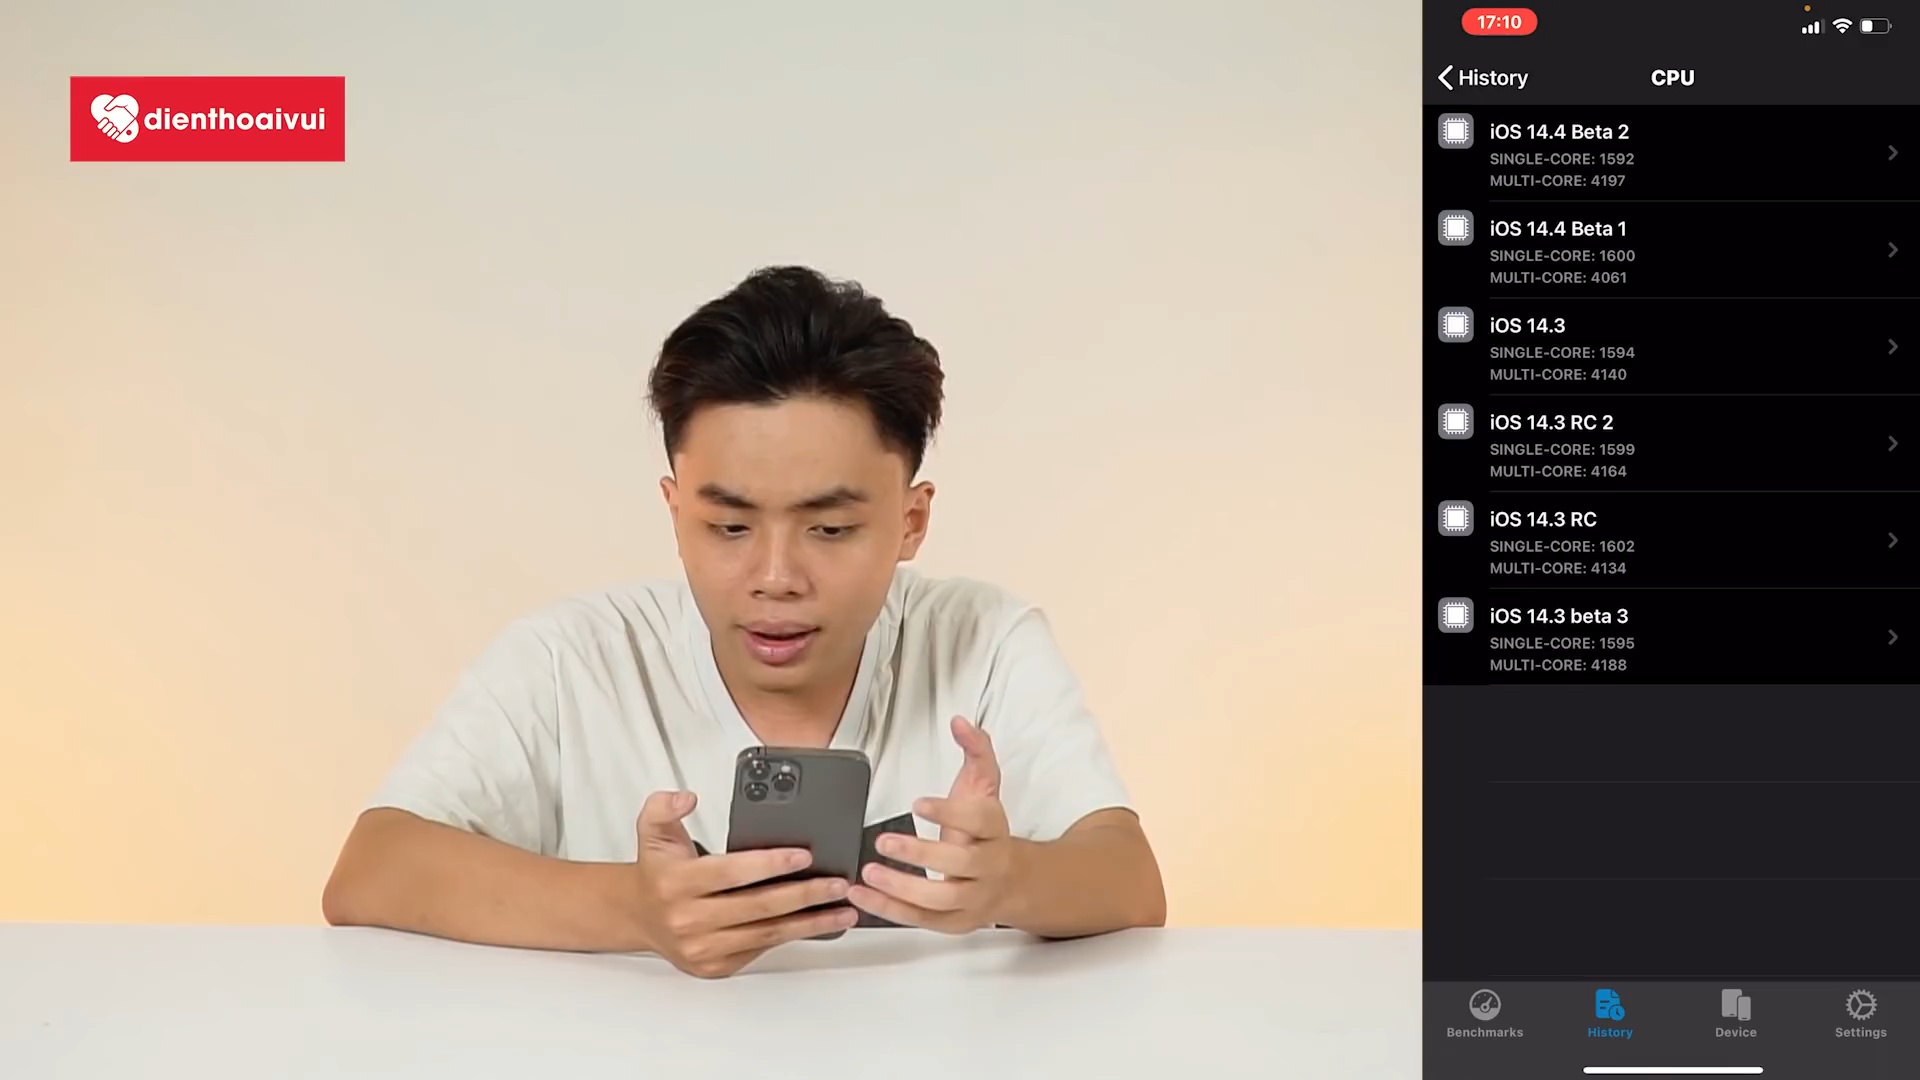 dienthoaivui
17:10
History
CPU
iOS 14.4 Beta 2
SINGLE-CORE: 1592
MULTI-CORE: 4197
iOS 14.4 Beta 1
SINGLE-CORE: 1600
MULTI-CORE: 4061
iOS 14.3
SINGLE-CORE: 1594
MULTI-CORE: 4140
iOS 14.3 RC 2
SINGLE-CORE: 1599
MULTI-CORE: 4164
iOS 14.3 RC
SINGLE-CORE: 1602
MULTI-CORE: 4134
iOS 14.3 beta 3
SINGLE-CORE: 1595
MULTI-CORE: 4188
Benchmarks
History
Device
Settings